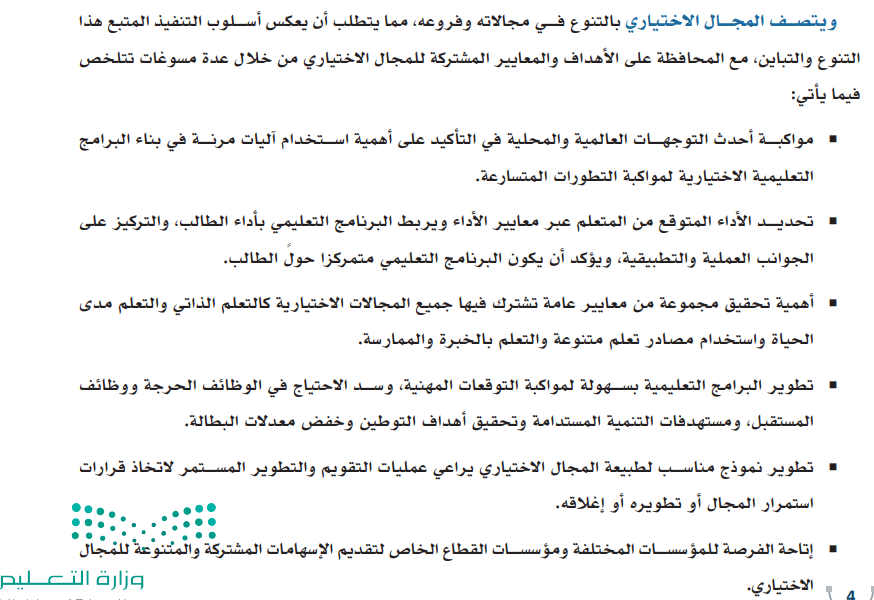 ويتصف المجال الاختياري بالتنوع في مجالاته وفروعه، مما يتطلب أن يعكس أسلوب التنفيذ المتبع هذا
التنوع والتباين، مع المحافظة على الأهداف والمعايير المشتركة للمجال الاختياري من خلال عدة مسوغات تتلخص
فيما يأتي:
▪ مواكبة أحدث التوجهات العالمية والمحلية في التأكيد على أهمية استخدام آليات مرنة في بناء البرامج
التعليمية الاختيارية لمواكبة التطورات المتسارعة.
▪ تحديد الأداء المتوقع من المتعلم عبر معايير الأداء ويربط البرنامج التعليمي بأداء الطالب، والتركيز على
الجوانب العملية والتطبيقية، ويؤكد أن يكون البرنامج التعليمي متمركزا حولَ الطالب.
▪ أهمية تحقيق مجموعة من معايير عامة تشترك فيها جميع المجالات الاختيارية كالتعلم الذاتي والتعلم مدى
الحياة واستخدام مصادر تعلم متنوعة والتعلم بالخبرة والممارسة.
▪ تطوير البرامج التعليمية بسهولة لمواكبة التوقعات المهنية، وسد الاحتياج في الوظائف الحرجة ووظائف
المستقبل، ومستهدفات التنمية المستدامة وتحقيق أهداف التوطين وخفض معدلات البطالة.
▪ تطوير نموذج مناسب لطبيعة المجال الاختياري يراعي عمليات التقويم والتطوير المستمر لاتخاذ قرارات
استمرار المجال أو تطويره أو إغلاقه.
▪ إتاحة الفرصة للمؤسسات المختلفة ومؤسسات القطاع الخاص لتقديم الإسهامات المشتركة والمتنوعة للمجال
الاختياري.
وزارة التعليم
4